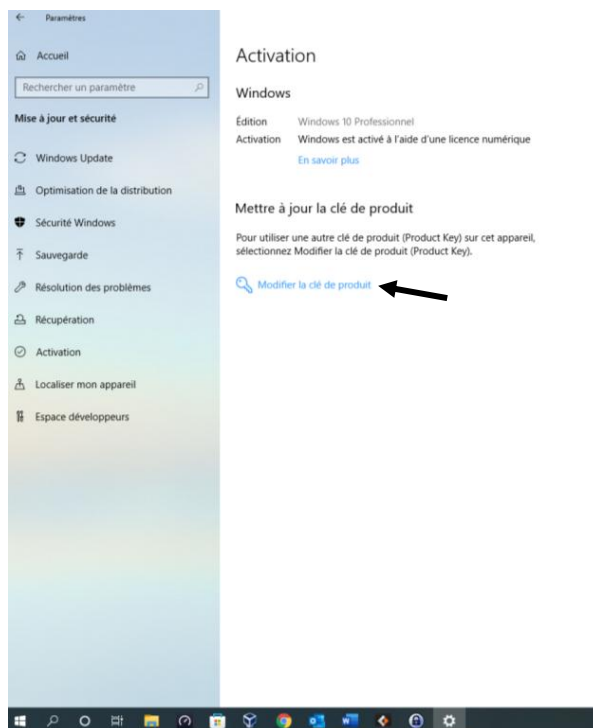 Paramètres
Accueil
Rechercher un paramètre
Mise à jour et sécurité
Windows Update
Optimisation de la distribution
Sécurité Windows
Sauvegarde
Résolution des problèmes
Récupération
Activation
Localiser mon appareil
Espace développeurs
Activation
Windows
Édition Windows 10 Professionnel
Activation Windows est activé à l'aide d'une licence numérique
En savoir plus
Mettre à jour la clé de produit
Pour utiliser une autre clé de produit (Product Key) sur cet appareil,
sélectionnez Modifier la clé de produit (Product Key).
Modifier la clé de produit